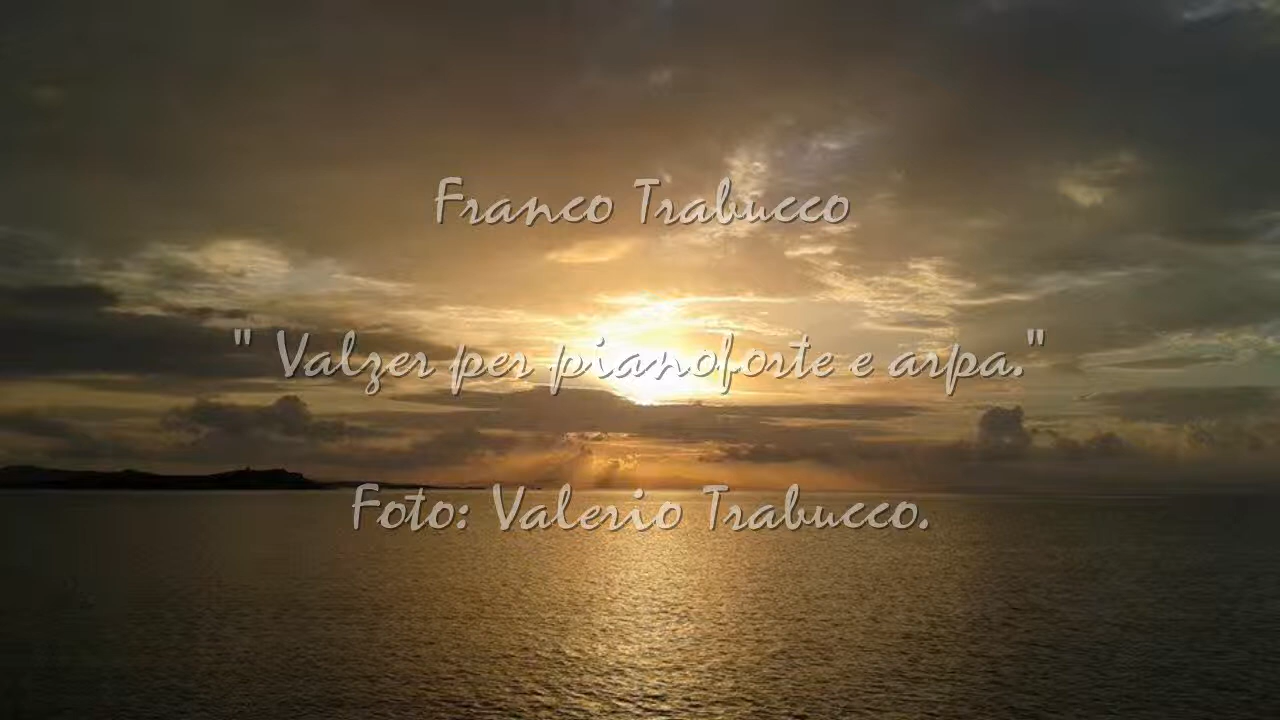 Franco Trabucco
" Valzer per pianoforte e arpa."
Foto: Valerio Trabucco.